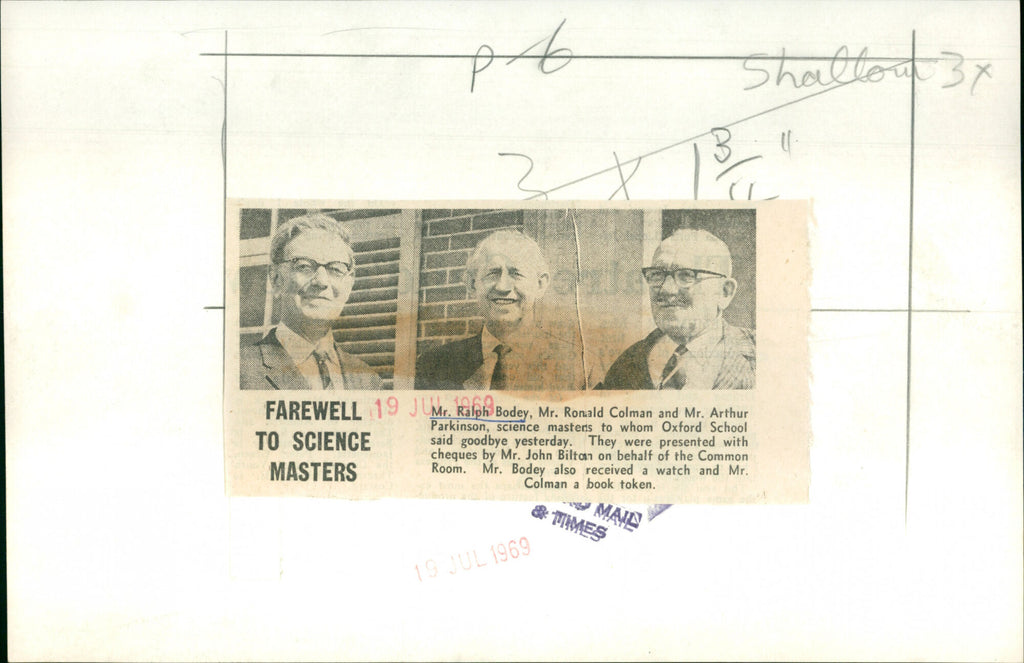 p 6
Shallow 3x
3 x 1 3/
19 JUL 1969
FAREWELL
TO SCIENCE
MASTERS
Mr. Ralph Bodey, Mr. Ronald Colman and Mr. Arthur
Parkinson, science masters to whom Oxford School
said goodbye yesterday. They were presented with
cheques by Mr. John Bilton on behalf of the Common
Room. Mr. Bodey also received a watch and Mr.
Colman a book token.
MAIL
& TIMES
19 JUL 1969